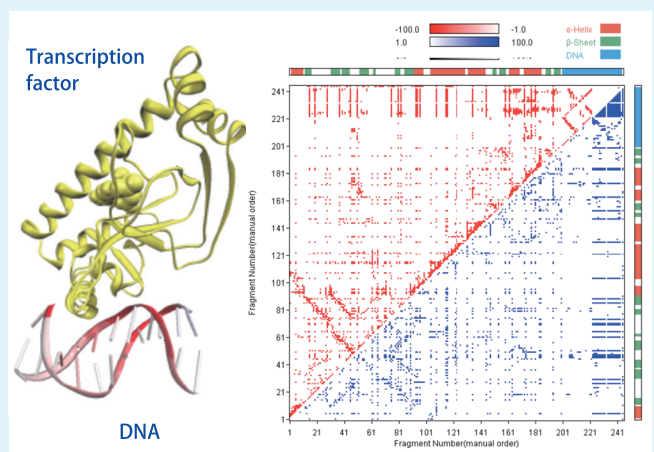 Transcription
factor
DNA
-100.0 -1.0
1.0 100.0
α-Helix
β-Sheet
DNA
Fragment Number(manual order)
241
221
201
181
161
141
121
101
81
61
41
21
1
1 21 41 61 81 101 121 141 161 181 201 221 241
Fragment Number(manual order)